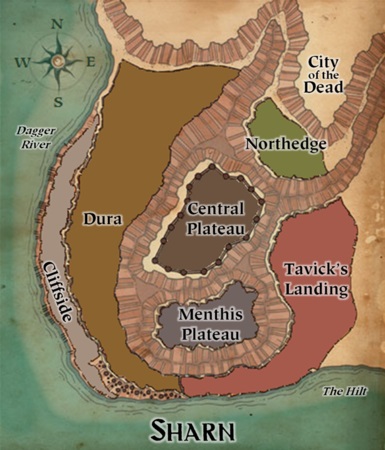 N
W
E
S
City
of the
Dead
Dagger
River
Northedge
Dura
Central
Plateau
Cliffside
Tavick's
Landing
Menthis
Plateau
The Hilt
SHARN